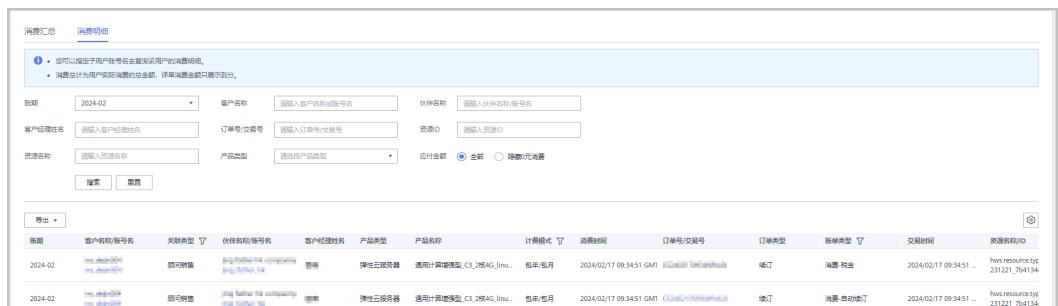 消费汇总 消费明细
• 您可以指定子用户账号名去查询该用户的消费明细。
• 消费总计为用户实际消费的总金额，详单消费金额只展示到分。
账期 2024-02 客户名称 请输入客户名称或账号名 伙伴名称 请输入伙伴名称/账号名
客户经理姓名 请输入客户经理姓名 订单号/交易号 请输入订单号/交易号 资源ID 请输入资源ID
资源名称 请输入资源名称 产品类型 请选择产品类型 应付金额 全部 隐藏0元消费
搜索 重置
导出
账期 客户名称/账号名 关联类型 伙伴名称/账号名 客户经理姓名 产品类型 产品名称 计费模式 消费时间 订单号/交易号 订单类型 账单类型 交易时间 资源名称/ID
2024-02 顾问销售 弹性云服务器 通用计算增强型_C3_2核4G_linu... 包年/包月 2024/02/17 09:34:51 GMT 续订 消费-税金 2024/02/17 09:34:51 ... hws.resource.typ
231221_7b4134
2024-02 顾问销售 弹性云服务器 通用计算增强型_C3_2核4G_linu... 包年/包月 2024/02/17 09:34:51 GMT 续订 消费-自动续订 2024/02/17 09:34:51 ... hws.resource.typ
231221_7b4134